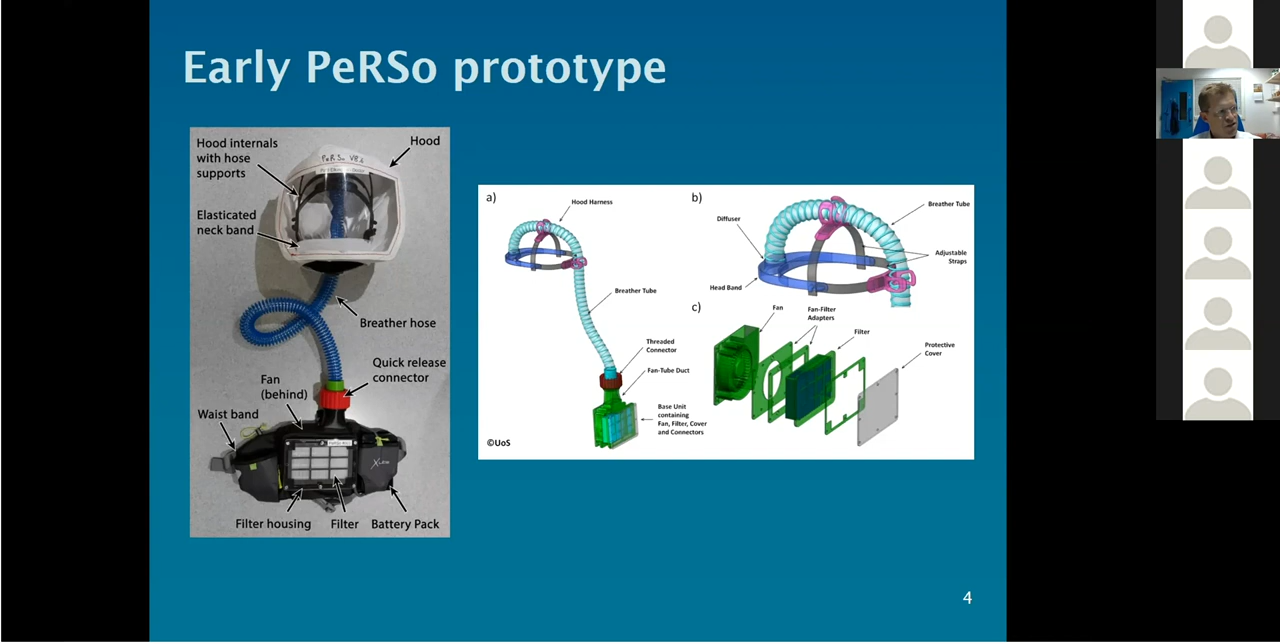 Early PeRSo prototype
Hood internals
with hose
supports
Hood
PeRSo
Elasticated
neck band
Breather hose
Quick release
connector
Fan
(behind)
Waist band
Filter housing
Filter
Battery Pack
a)
Hood Harness
Breather Tube
Threaded
Connector
Fan-Tube Duct
Base Unit
containing
Fan, Filter, Cover
and Connectors
©UoS
b)
Diffuser
Breather Tube
Adjustable
Straps
Head Band
c)
Fan
Fan-Filter
Adapters
Filter
Protective
Cover
4